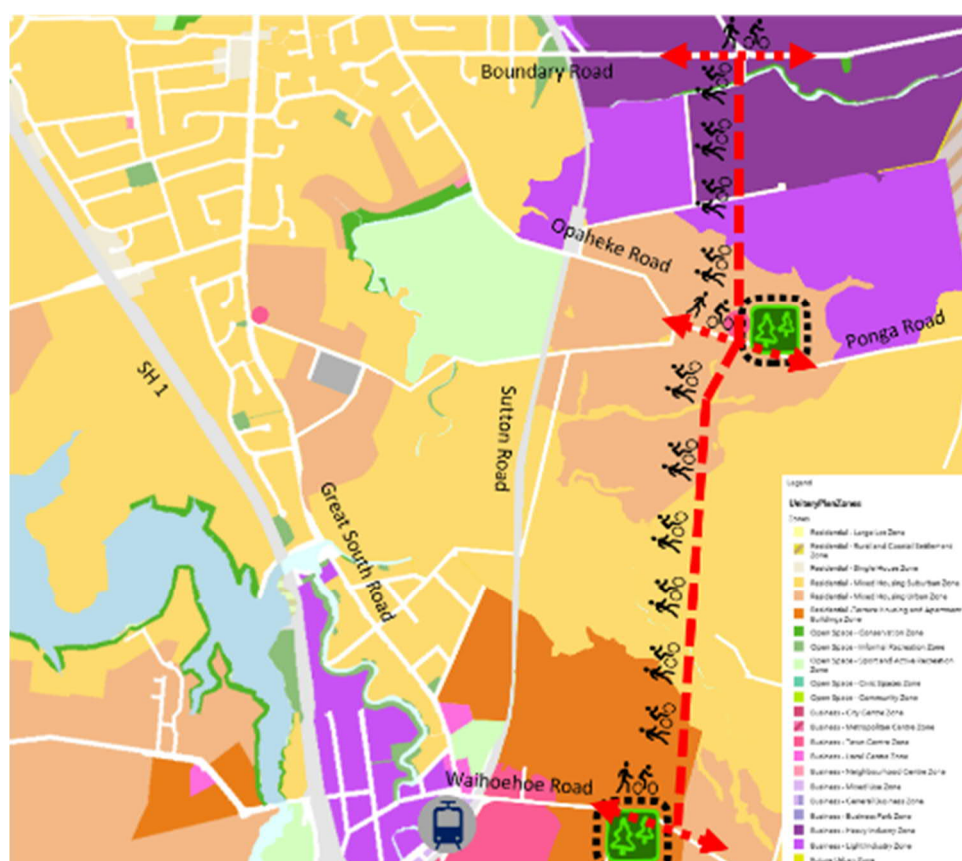 Boundary Road
Opaheke Road
Ponga Road
SH 1
Sutton Road
Great South Road
Waihoehoe Road
Legend
UnitaryPlanZones
Zones
Residential - Large Lot Zone
Residential - Rural and Coastal Settlement
Zone
Residential - Single House Zone
Residential - Mixed Housing Suburban Zone
Residential - Mixed Housing Urban Zone
Residential -Terrace Housing and Apartment
Buildings Zone
Open Space - Conservation Zone
Open Space - Informal Recreation Zone
Open Space - Sport and Active Recreation
Zone
Open Space - Civic Spaces Zone
Open Space - Community Zone
Business - City Centre Zone
Business - Metropolitan Centre Zone
Business - Town Centre Zone
Business - Local Centre Zone
Business - Neighbourhood Centre Zone
Business - Mixed Use Zone
Business - General Business Zone
Business - Business Park Zone
Business - Heavy Industry Zone
Business - Light Industry Zone